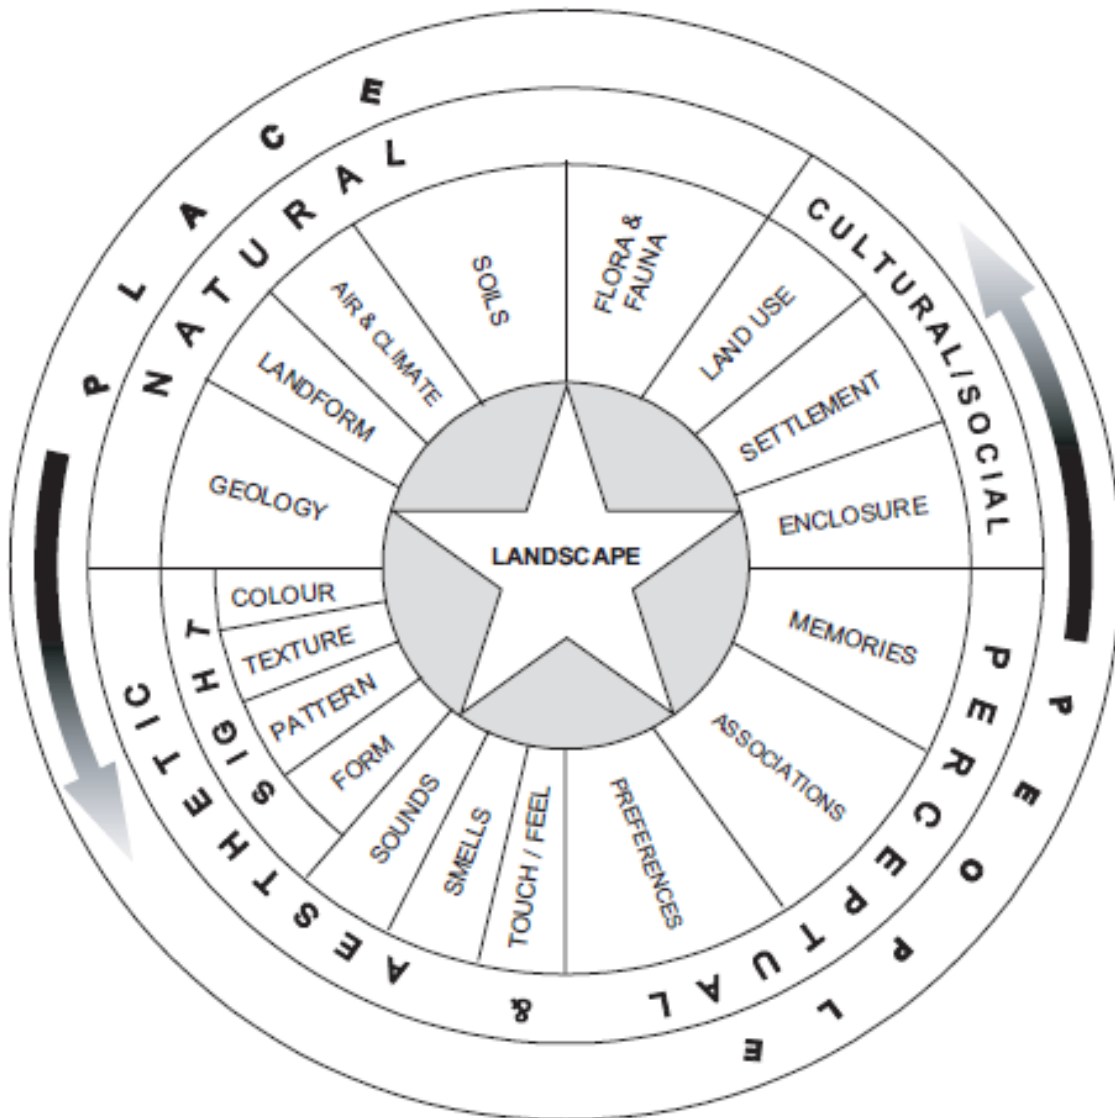 PLACE
NATURAL
CULTURAL/SOCIAL
GEOLOGY
LANDFORM
AIR & CLIMATE
SOILS
FLORA &
FAUNA
LAND USE
SETTLEMENT
ENCLOSURE
LANDSCAPE
MEMORIES
ASSOCIATIONS
PREFERENCES
TOUCH / FEEL
SMELLS
SOUNDS
FORM
PATTERN
TEXTURE
COLOUR
SIGHT
PERCEPTUAL & AESTHETIC
PEOPLE